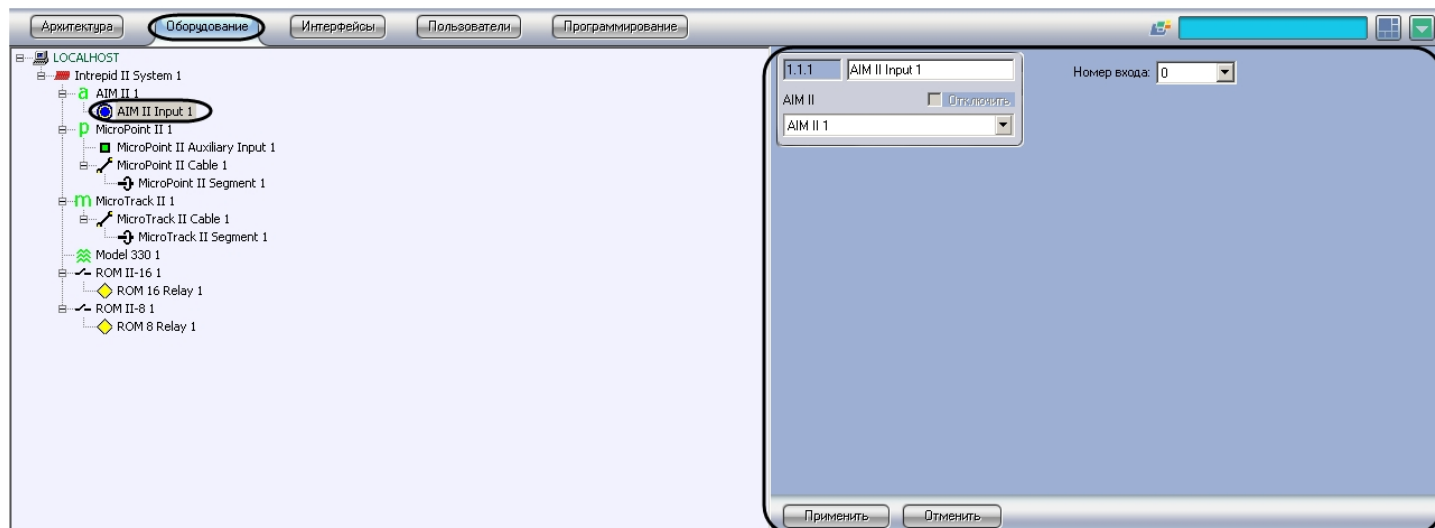 Архитектура Оборудование Интерфейсы Пользователи Программирование
LOCALHOST
Intrepid II System 1
a AIM II 1
AIM II Input 1
p MicroPoint II 1
MicroPoint II Auxiliary Input 1
MicroPoint II Cable 1
MicroPoint II Segment 1
m MicroTrack II 1
MicroTrack II Cable 1
MicroTrack II Segment 1
Model 330 1
ROM II-16 1
ROM 16 Relay 1
ROM II-8 1
ROM 8 Relay 1
1.1.1 AIM II Input 1
AIM II Отключить
AIM II 1
Номер входа: 0
Применить Отменить